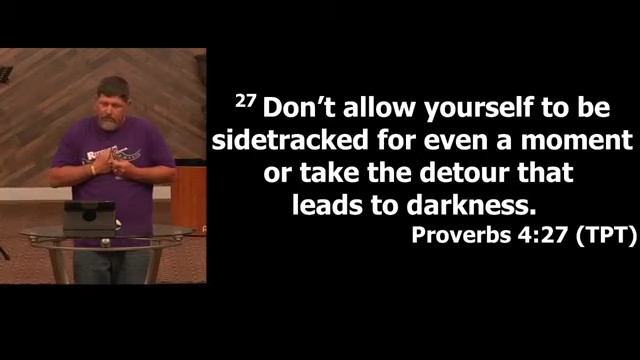 27 Don't allow yourself to be
sidetracked for even a moment
or take the detour that
leads to darkness.
Proverbs 4:27 (TPT)